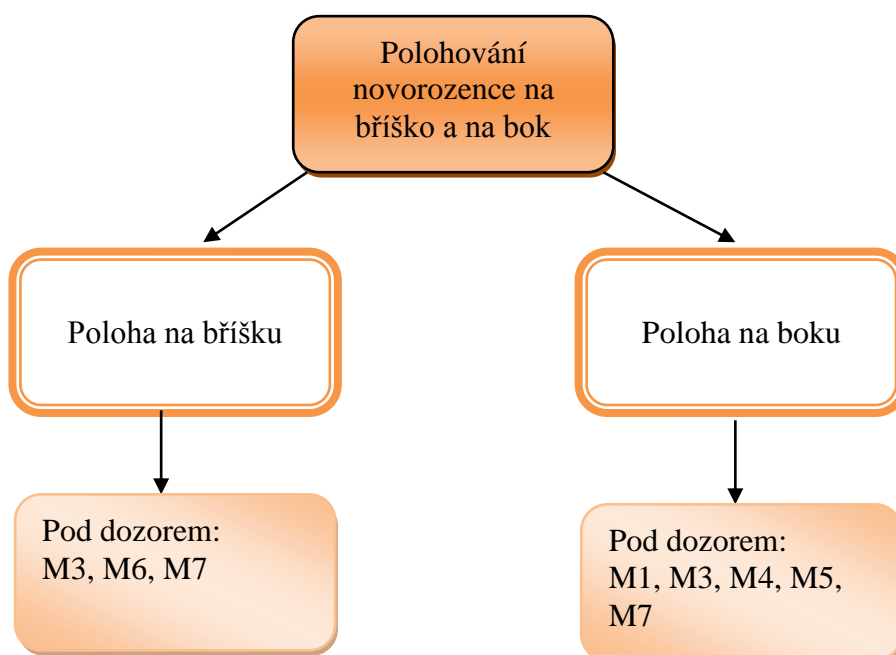 Polohování
novorozence na
bříško a na bok
Poloha na bříšku
Poloha na boku
Pod dozorem:
M3, M6, M7
Pod dozorem:
M1, M3, M4, M5,
M7